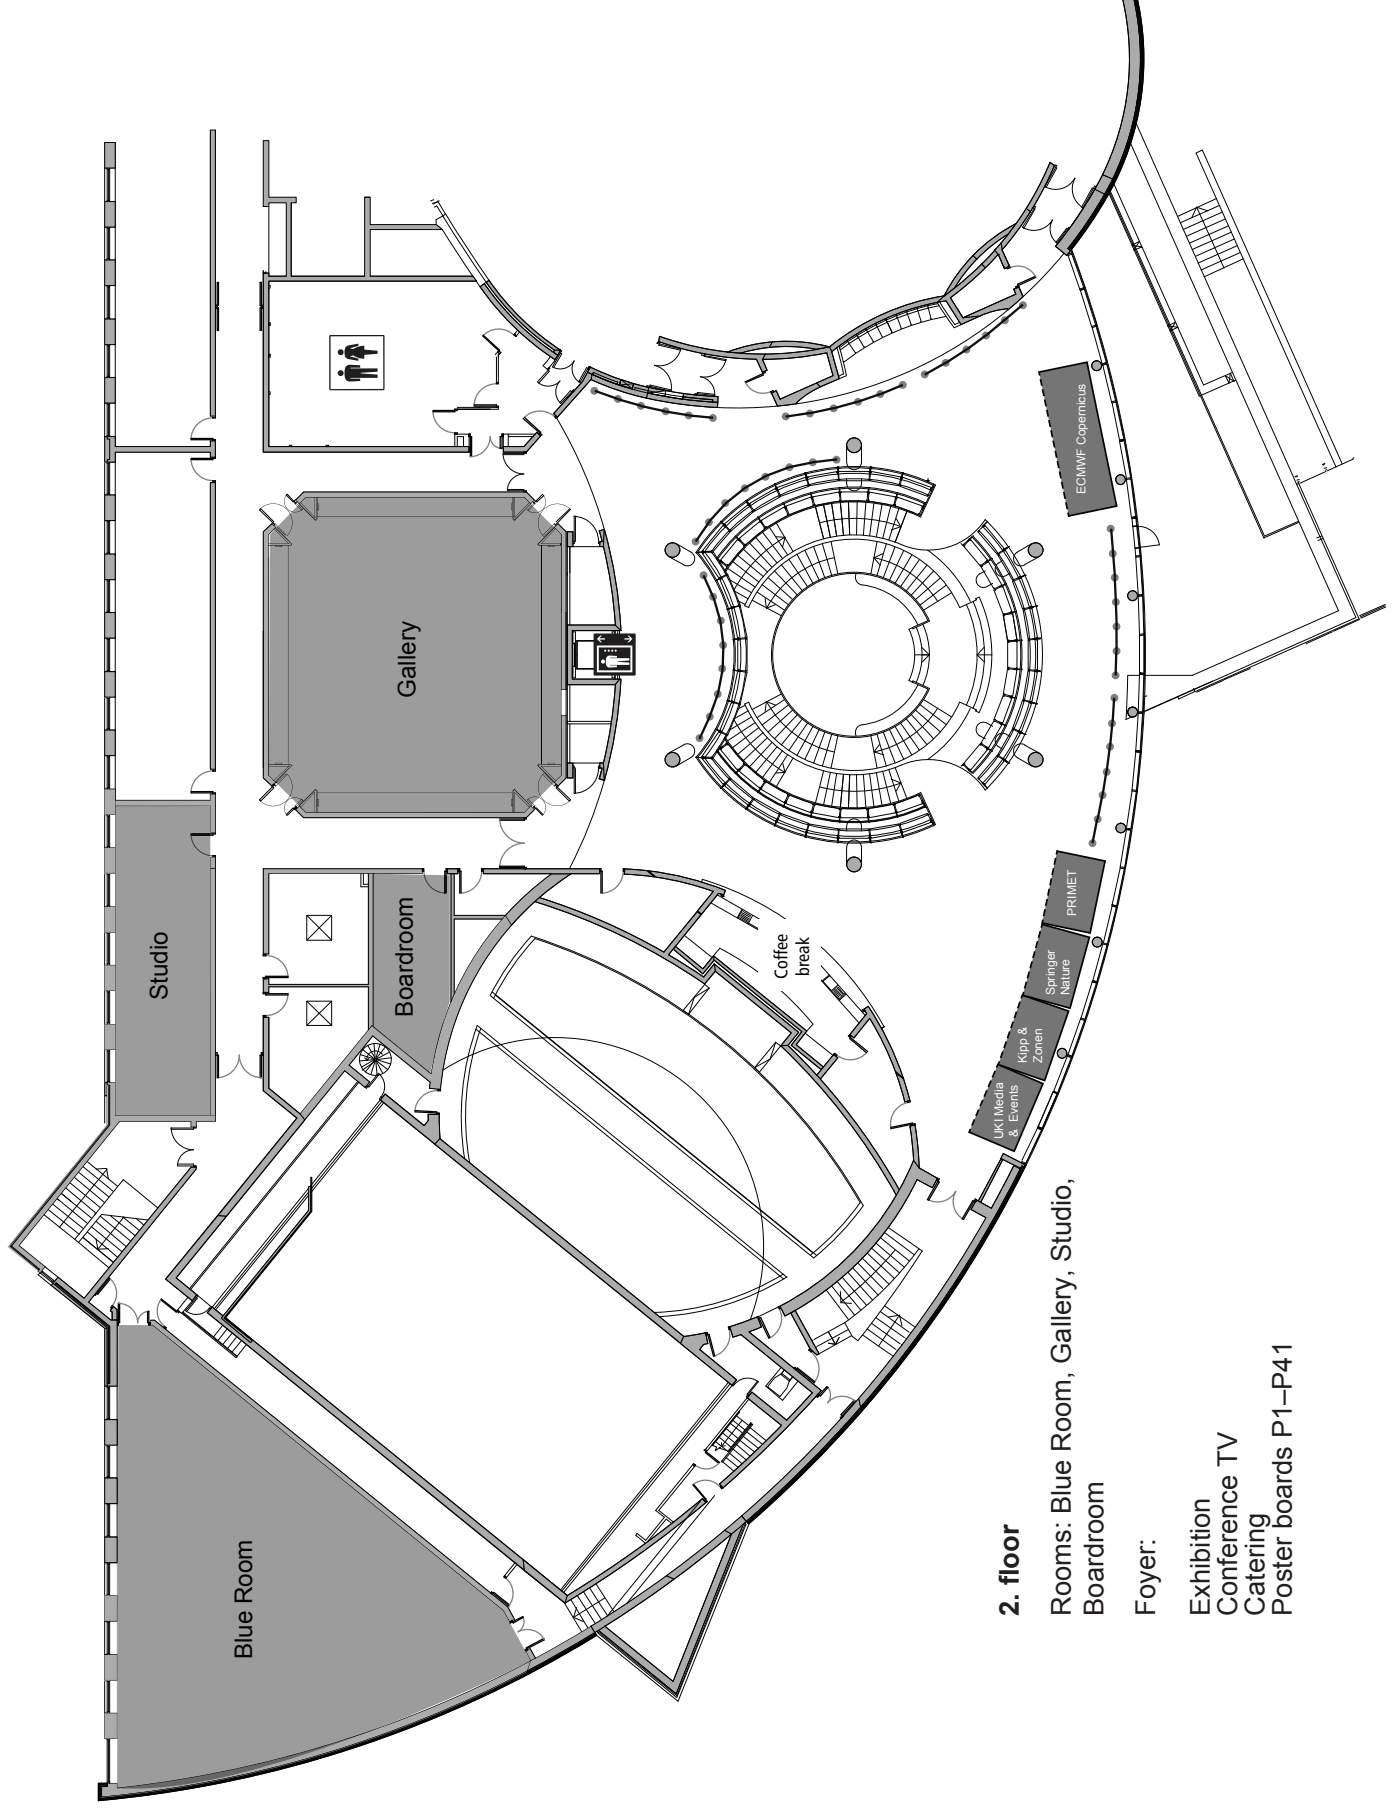 2. floor
Rooms: Blue Room, Gallery, Studio,
Boardroom
Foyer:
Exhibition
Conference TV
Catering
Poster boards P1–P41
Blue Room
Studio
Boardroom
Gallery
Coffee
break
UKI Media
& Events
Kipp &
Zonen
Springer
Nature
PRIMET
ECMWF Copernicus